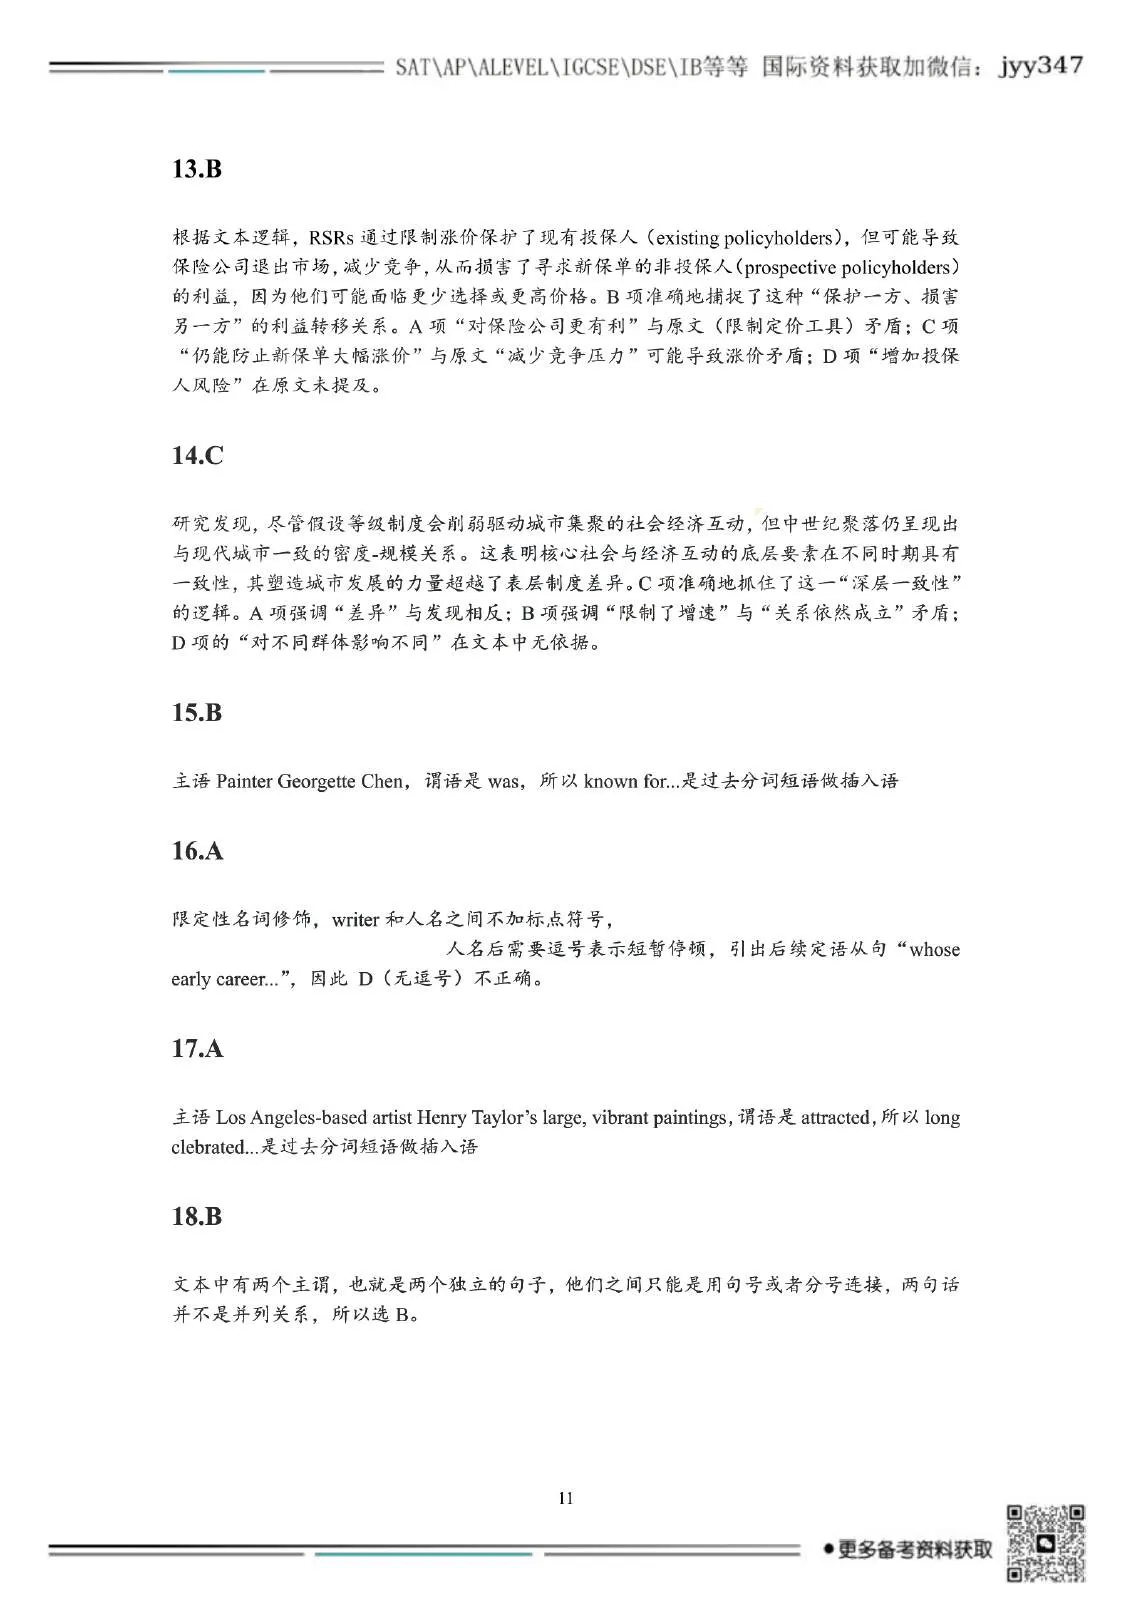 SAT\AP\ALEVEL\IGCSE\DSE\IB等等 国际资料获取加微信：jyy347
13.B
根据文本逻辑，RSRs 通过限制涨价保护了现有投保人（existing policyholders），但可能导致
保险公司退出市场，减少竞争，从而损害了寻求新保单的非投保人（prospective policyholders）
的利益，因为他们可能面临更少选择或更高价格。B 项准确地捕捉了这种“保护一方、损害
另一方”的利益转移关系。A 项“对保险公司更有利”与原文（限制定价工具）矛盾；C 项
“仍能防止新保单大幅涨价”与原文“减少竞争压力”可能导致涨价矛盾；D 项“增加投保
人风险”在原文未提及。
14.C
研究发现，尽管假设等级制度会削弱驱动城市集聚的社会经济互动，但中世纪聚落仍呈现出
与现代城市一致的密度-规模关系。这表明核心社会与经济互动的底层要素在不同时期具有
一致性，其塑造城市发展的力量超越了表层制度差异。C 项准确地抓住了这一“深层一致性”
的逻辑。A 项强调“差异”与发现相反；B 项强调“限制了增速”与“关系依然成立”矛盾；
D 项的“对不同群体影响不同”在文本中无依据。
15.B
主语 Painter Georgette Chen，谓语是 was，所以 known for...是过去分词短语做插入语
16.A
限定性名词修饰，writer 和人名之间不加标点符号，
人名后需要逗号表示短暂停顿，引出后续定语从句“whose
early career...”，因此 D（无逗号）不正确。
17.A
主语 Los Angeles-based artist Henry Taylor’s large, vibrant paintings，谓语是 attracted，所以 long
clebrated...是过去分词短语做插入语
18.B
文本中有两个主谓，也就是两个独立的句子，他们之间只能是用句号或者分号连接，两句话
并不是并列关系，所以选 B。
11
●更多备考资料获取